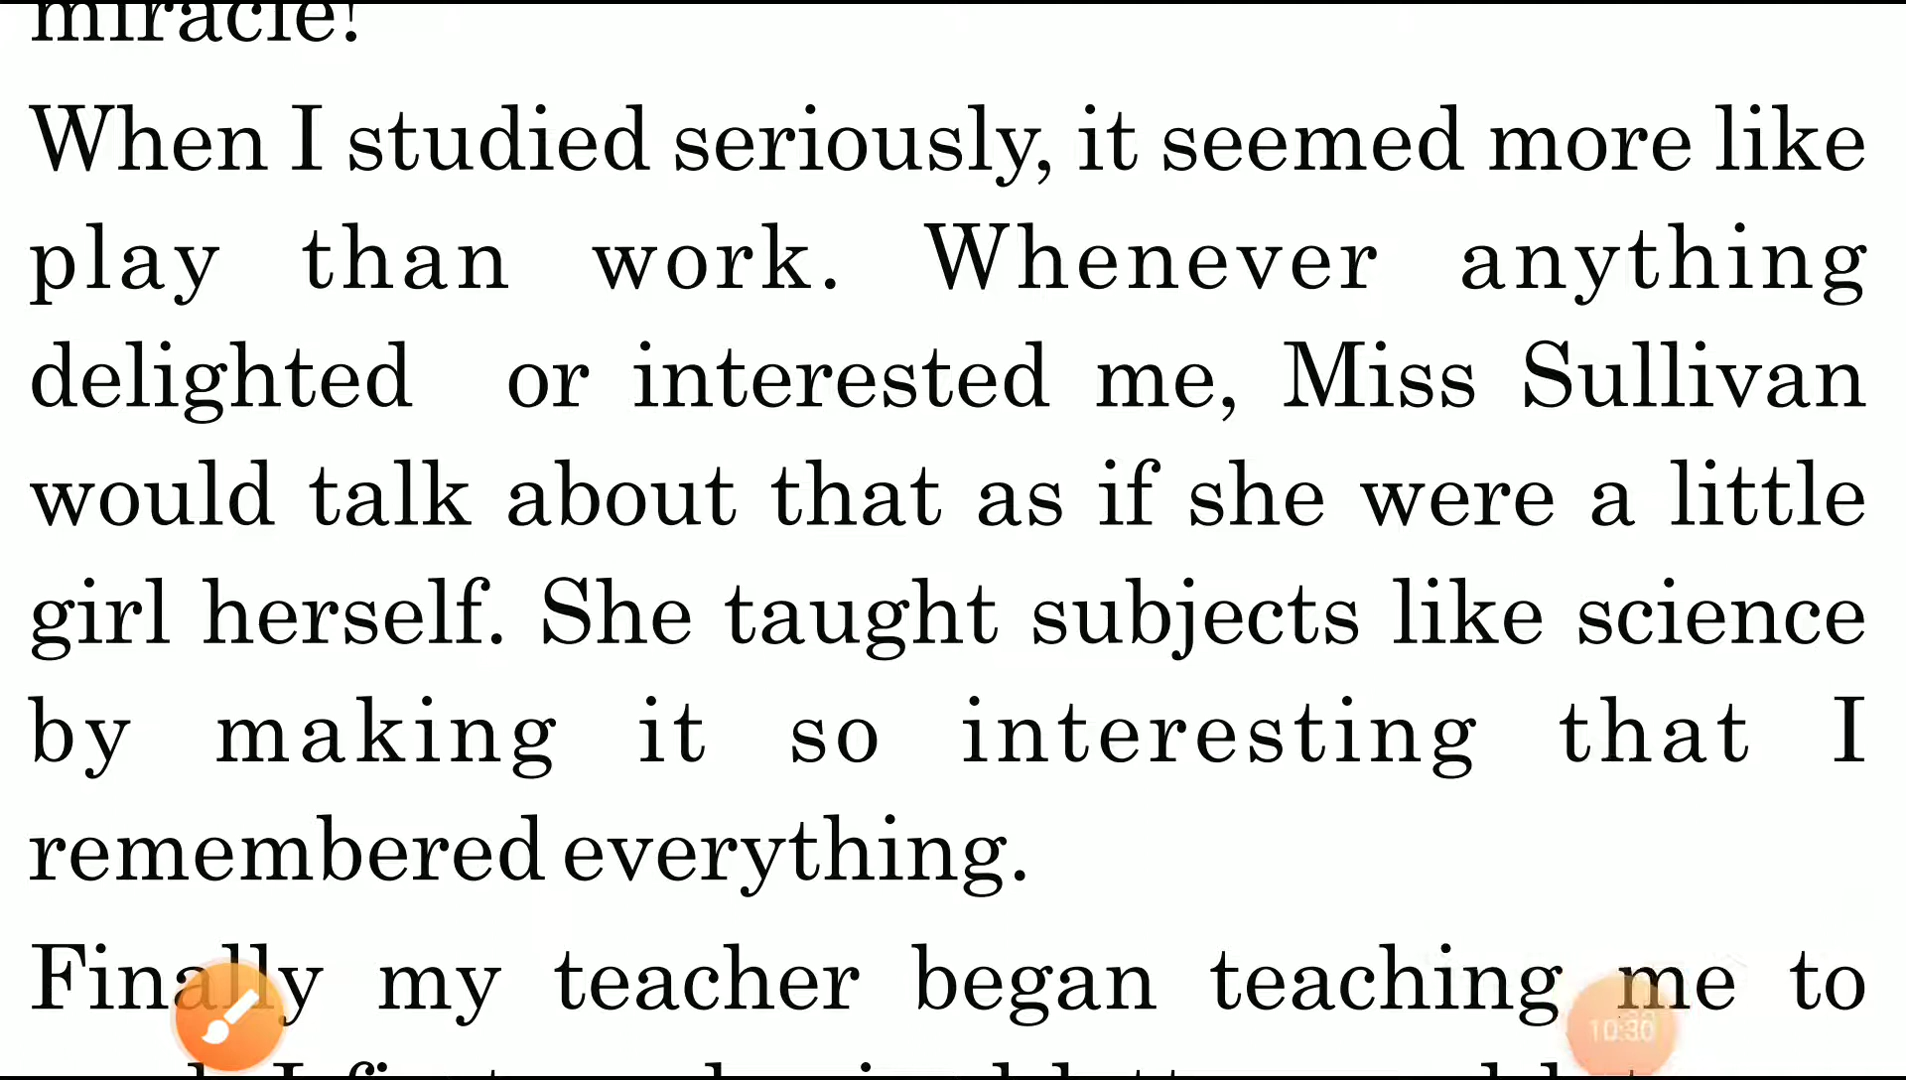 miracle!
When I studied seriously, it seemed more like
play than work. Whenever anything
delighted or interested me, Miss Sullivan
would talk about that as if she were a little
girl herself. She taught subjects like science
by making it so interesting that I
remembered everything.
Finally my teacher began teaching me to
10:30